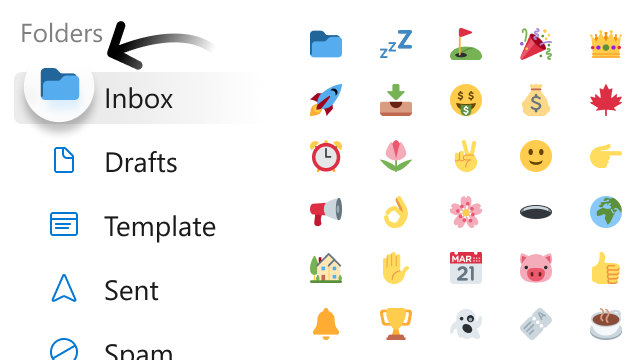 Folders
Inbox
Drafts
Template
Sent
Spam
MAR
21